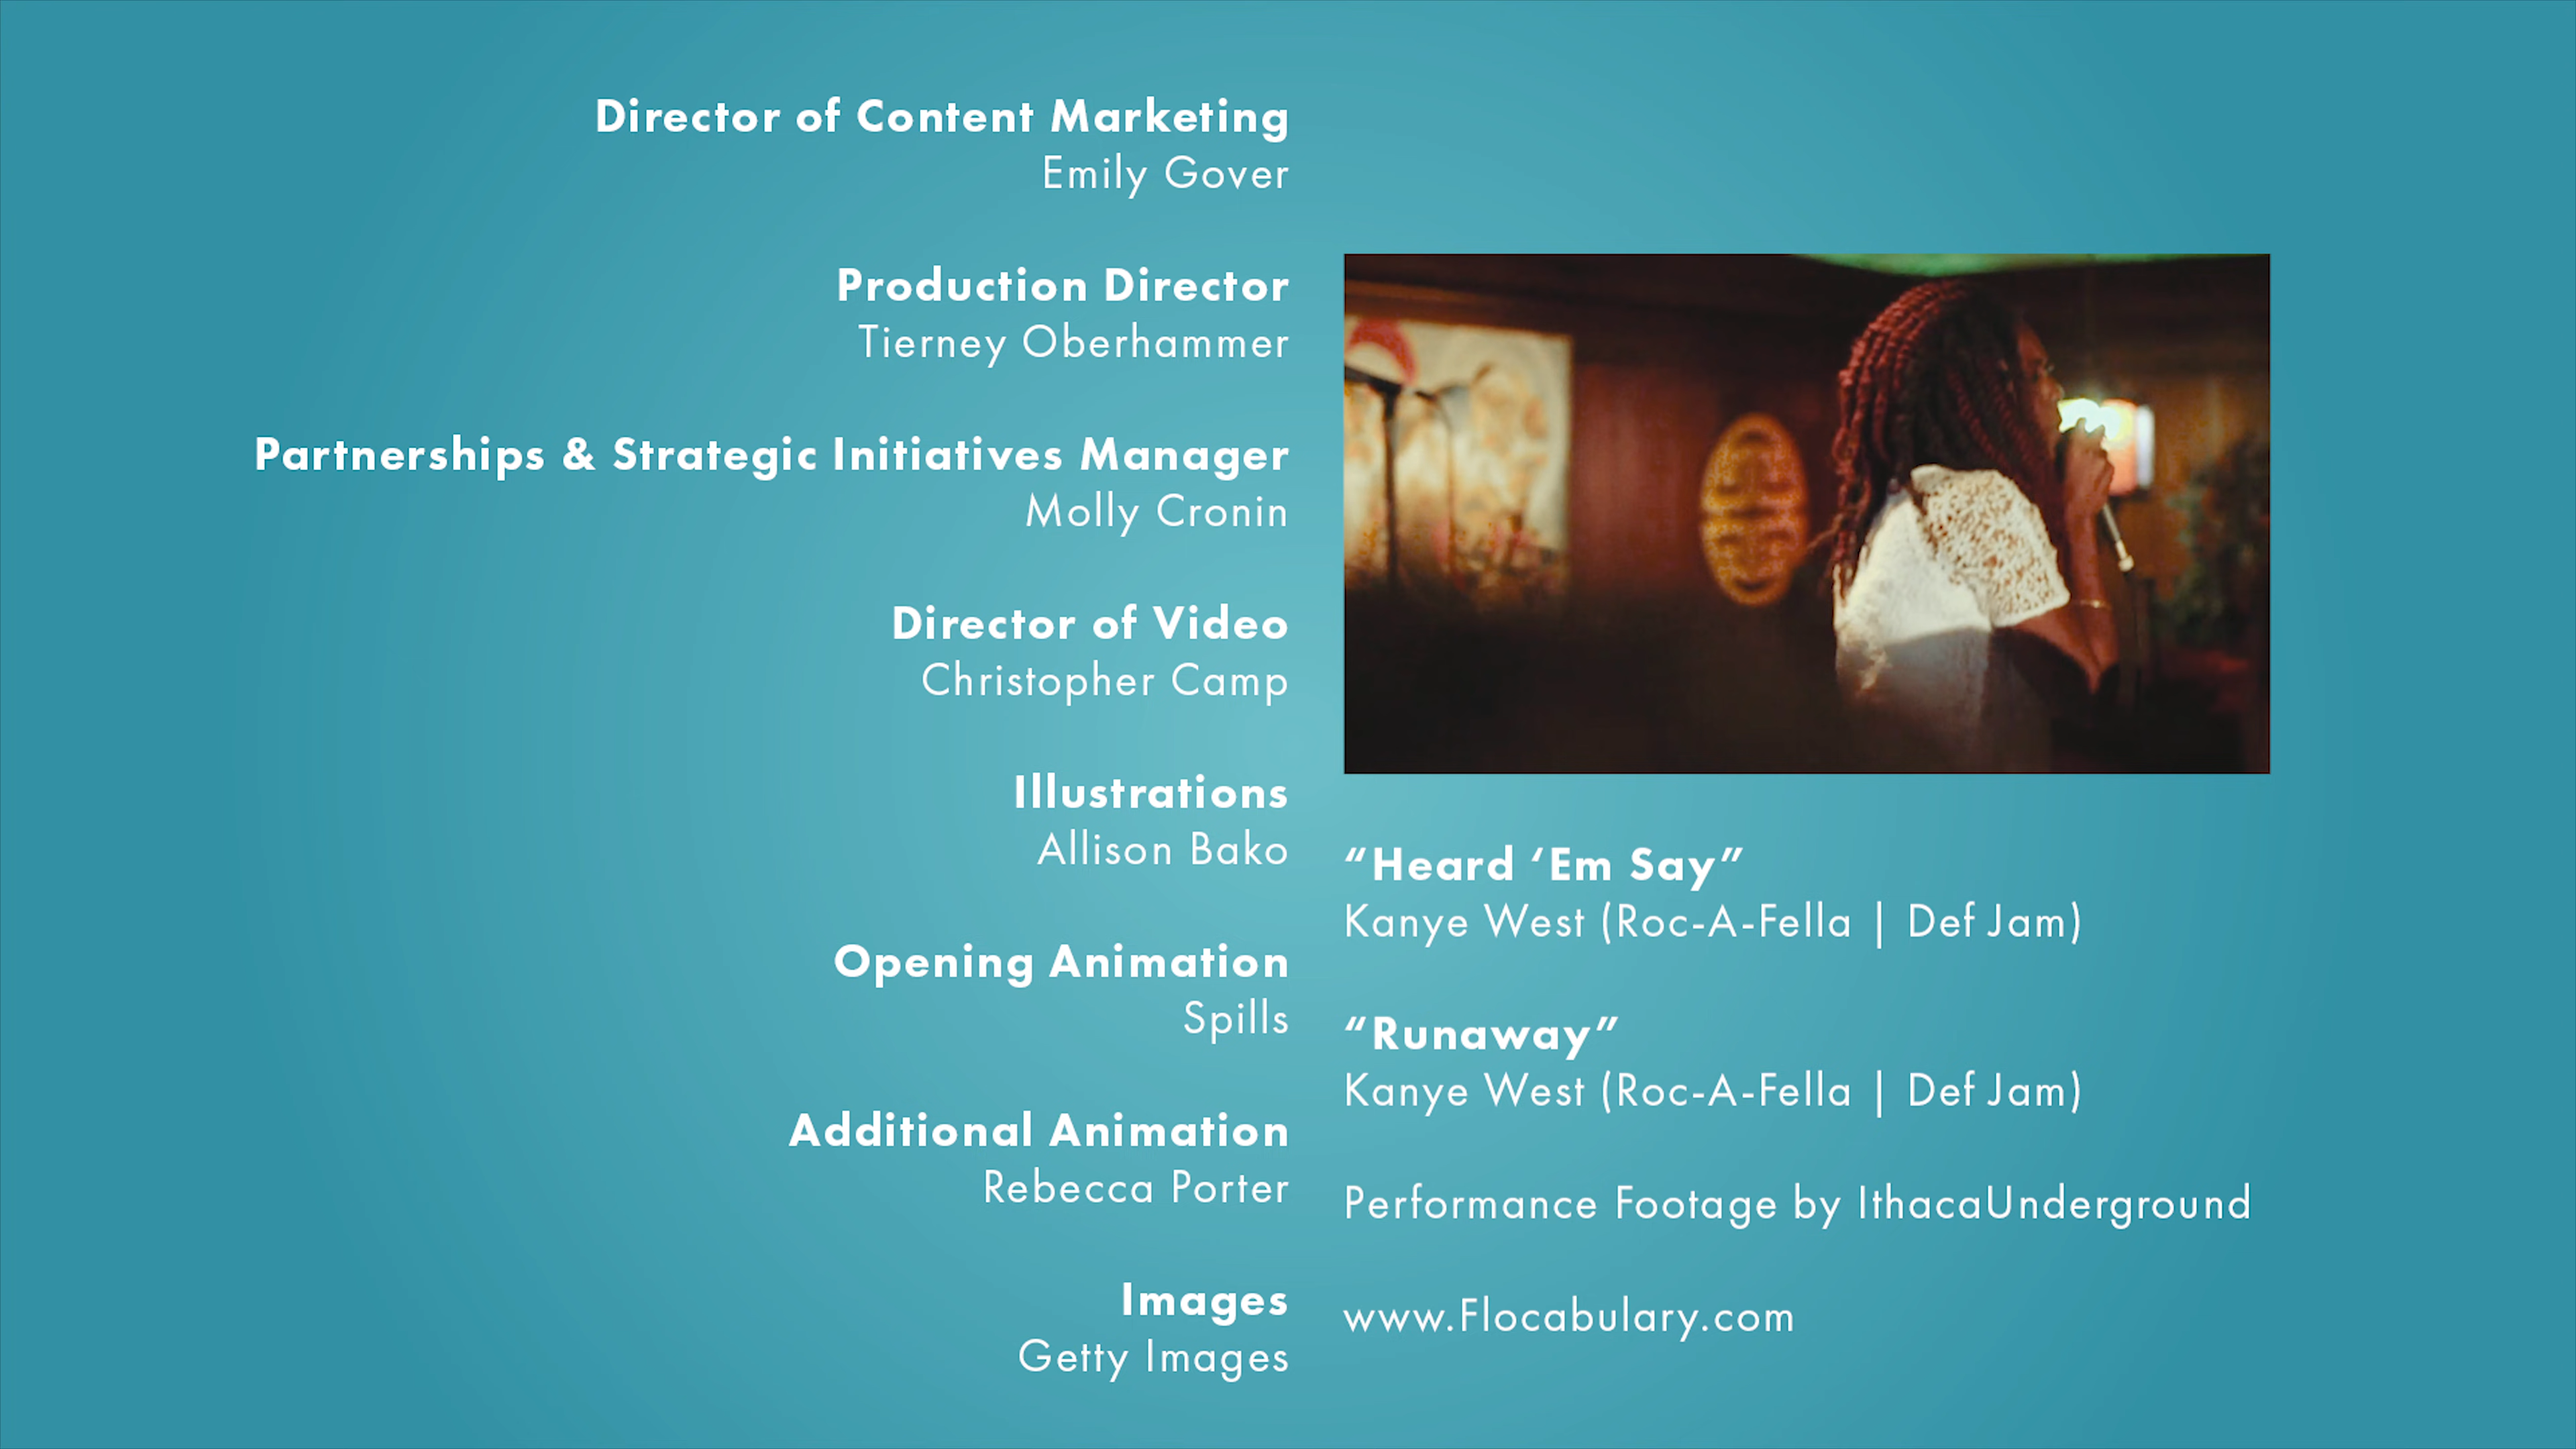 Director of Content Marketing
Emily Gover
Production Director
Tierney Oberhammer
Partnerships & Strategic Initiatives Manager
Molly Cronin
Director of Video
Christopher Camp
Illustrations
Allison Bako
Opening Animation
Spills
Additional Animation
Rebecca Porter
Images
Getty Images
“Heard ‘Em Say”
Kanye West (Roc-A-Fella | Def Jam)
“Runaway”
Kanye West (Roc-A-Fella | Def Jam)
Performance Footage by IthacaUnderground
www.Flocabulary.com